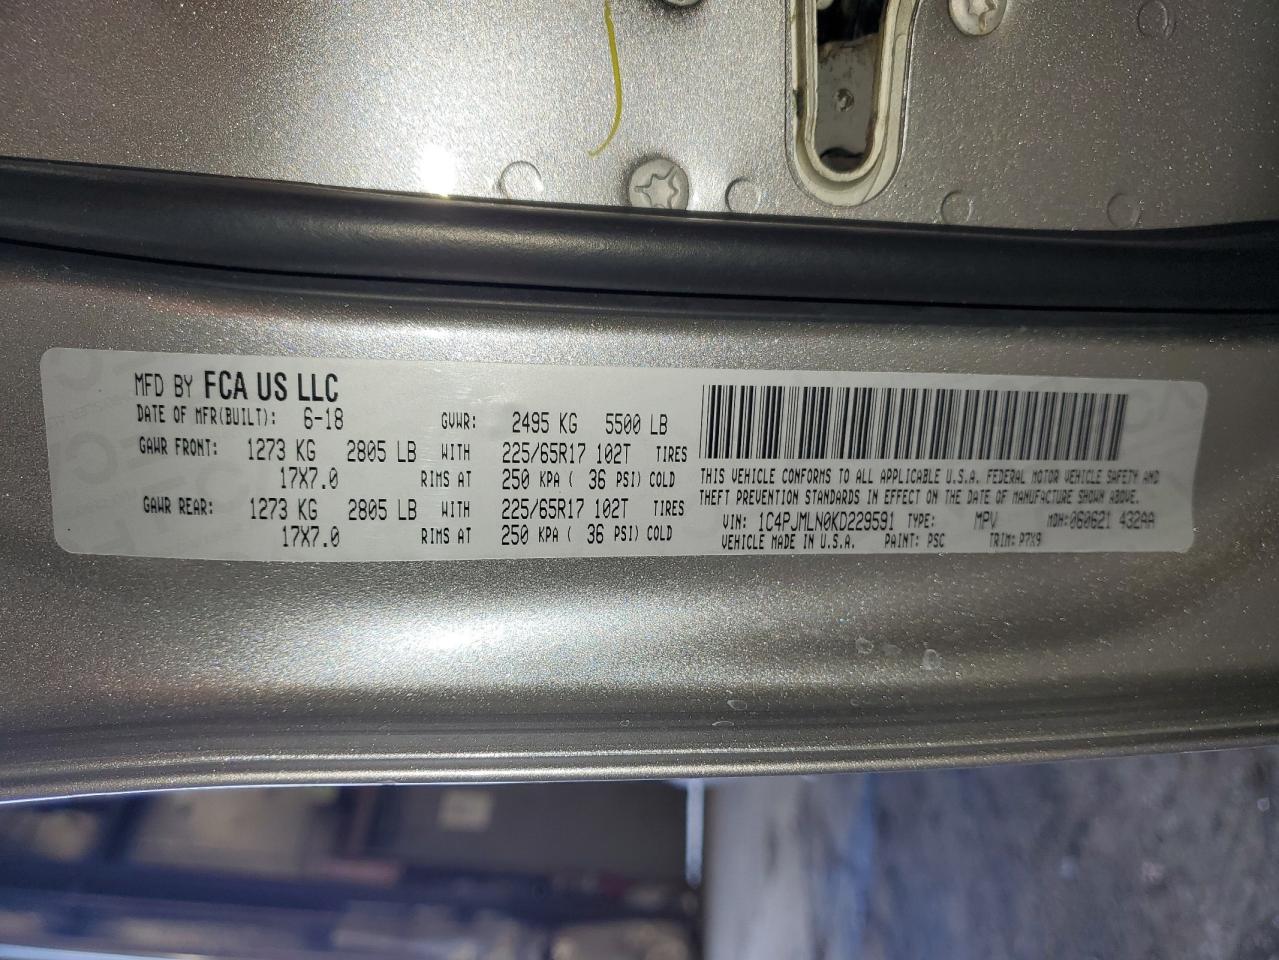 MFD BY FCA US LLC
DATE OF MFR(BUILT): 6-18 GVWR: 2495 KG 5500 LB
GAWR FRONT: 1273 KG 2805 LB WITH 225/65R17 102T TIRES
17X7.0 RIMS AT 250 KPA ( 36 PSI) COLD
GAWR REAR: 1273 KG 2805 LB WITH 225/65R17 102T TIRES
17X7.0 RIMS AT 250 KPA ( 36 PSI) COLD
THIS VEHICLE CONFORMS TO ALL APPLICABLE U.S.A. FEDERAL MOTOR VEHICLE SAFETY AND
THEFT PREVENTION STANDARDS IN EFFECT ON THE DATE OF MANUFACTURE SHOWN ABOVE.
VIN: 1C4PJMLN0KD229591 TYPE: MPV MDH:060621 432AA
VEHICLE MADE IN U.S.A. PAINT: PSC TRIM: P7X9